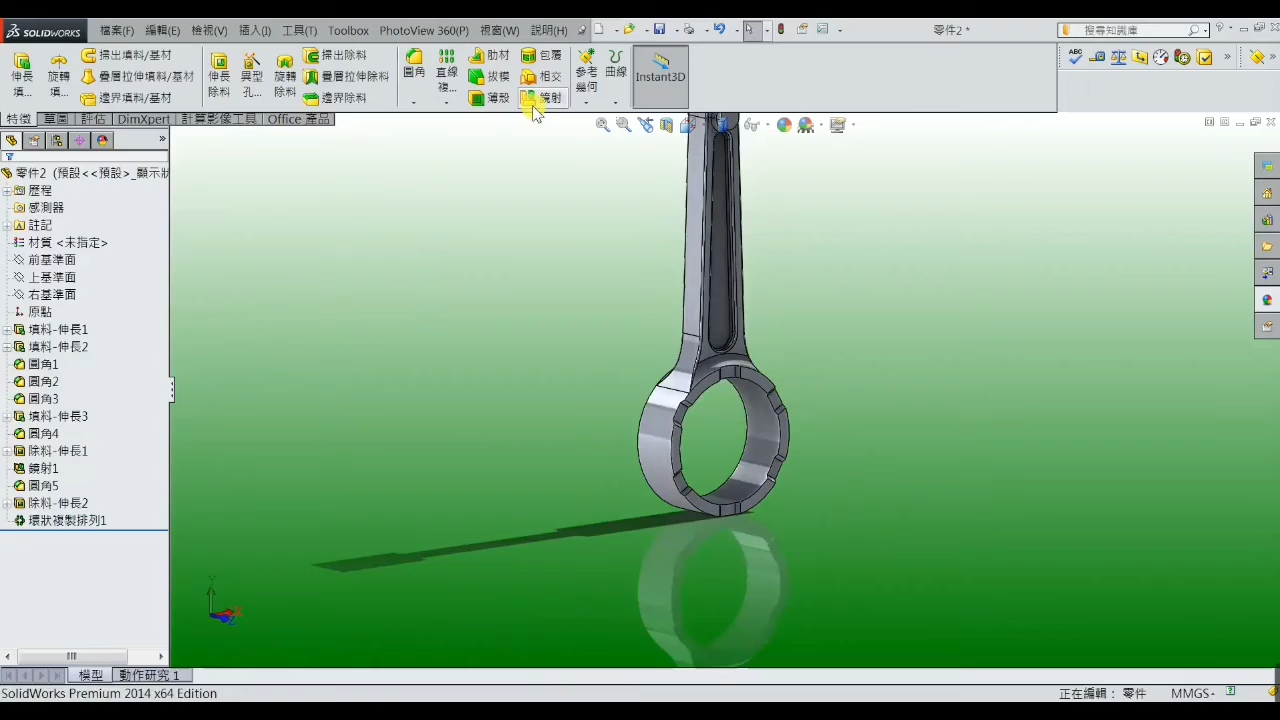 SOLIDWORKS 檔案(F) 編輯(E) 檢視(V) 插入(I) 工具(T) Toolbox PhotoView 360(P) 視窗(W) 說明(H) 零件2 * 搜尋知識庫
伸長填... 旋轉填... 掃出填料/基材 疊層拉伸填料/基材 邊界填料/基材
伸長除料 異型孔... 旋轉除料 掃出除料 疊層拉伸除料 邊界除料
圓角 直線複... 肋材 拔模 薄殼 包覆 相交 鏡射 參考幾何 曲線 Instant3D
特徵 草圖 評估 DimXpert 計算影像工具 Office 產品
零件2 (預設<<預設>_顯示狀
歷程
感測器
註記
材質 <未指定>
前基準面
上基準面
右基準面
原點
填料-伸長1
填料-伸長2
圓角1
圓角2
圓角3
填料-伸長3
圓角4
除料-伸長1
鏡射1
圓角5
除料-伸長2
環狀複製排列1
模型 動作研究 1
SolidWorks Premium 2014 x64 Edition 正在編輯: 零件 MMGS